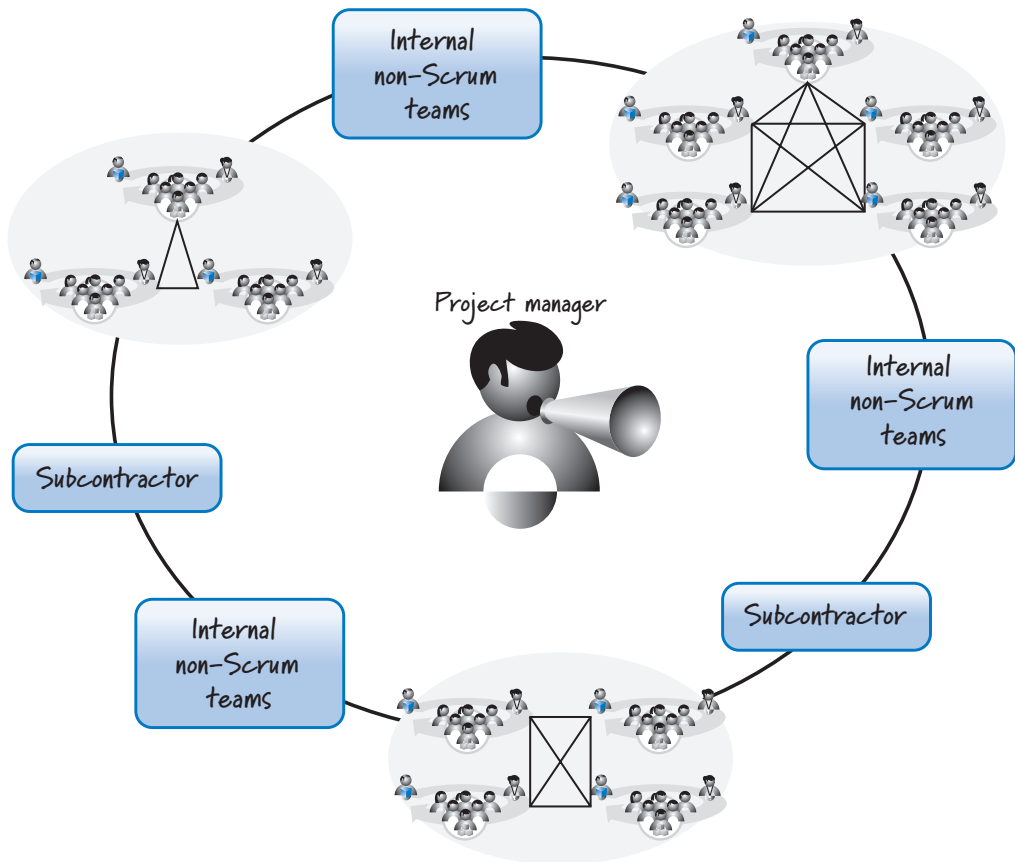 Internal
non-Scrum
teams
Project manager
Internal
non-Scrum
teams
Subcontractor
Subcontractor
Internal
non-Scrum
teams